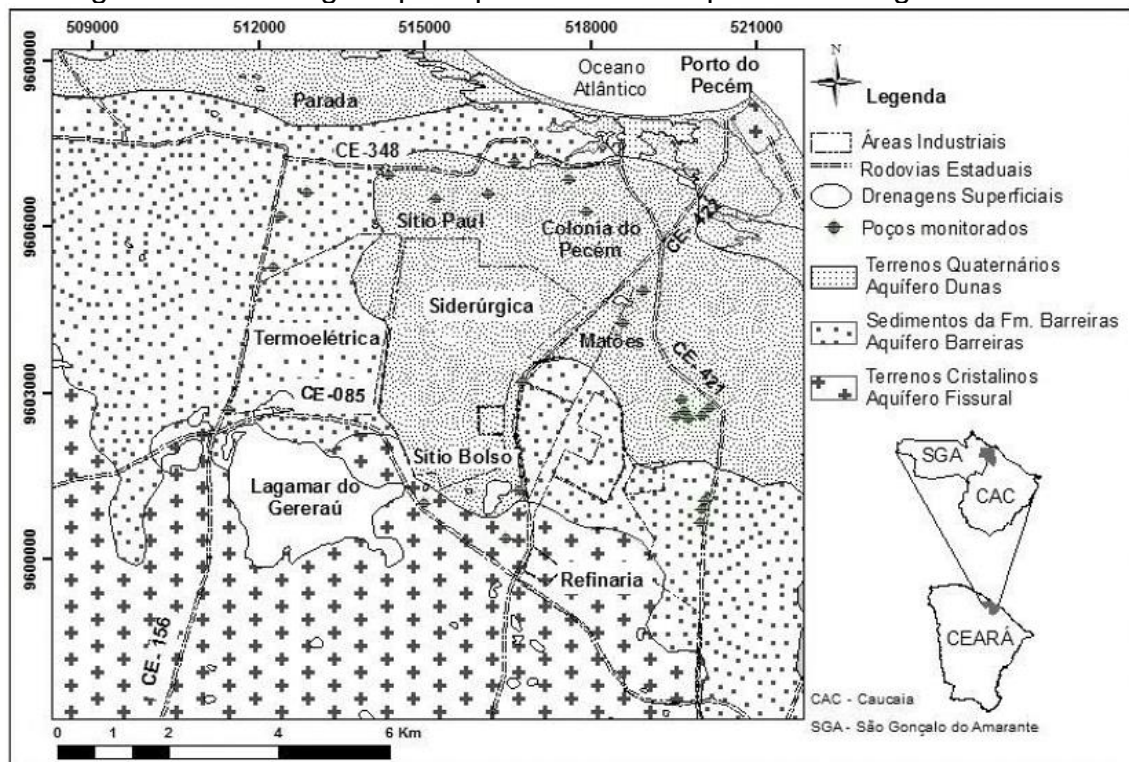 509000 512000 515000 518000 521000
9609000
9606000
9603000
9600000
Oceano
Atlântico
Porto do
Pecém
Parada
CE-348
Sítio Paul
Colonia do
Pecém
CE- 422
Siderúrgica
Termoelétrica
Matões
CE- 421
CE-085
Sitio Bolso
Lagamar do
Gereraú
Refinaria
CE- 156
0 2 4 6 Km
N
Legenda
Áreas Industriais
Rodovias Estaduais
Drenagens Superficiais
Poços monitorados
Terrenos Quaternários
Aquífero Dunas
Sedimentos da Fm. Barreiras
Aquífero Barreiras
Terrenos Cristalinos
Aquífero Fissural
SGA
CAC
CEARÁ
CAC - Caucaia
SGA - São Gonçalo do Amarante